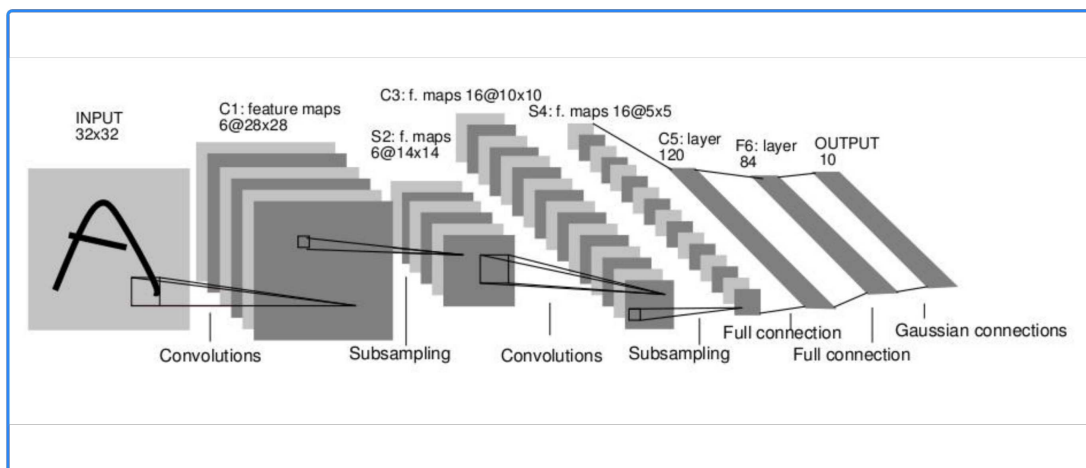 INPUT
32x32
C1: feature maps
6@28x28
S2: f. maps
6@14x14
C3: f. maps 16@10x10
S4: f. maps 16@5x5
C5: layer
120
F6: layer
84
OUTPUT
10
Convolutions
Subsampling
Convolutions
Subsampling
Full connection
Full connection
Gaussian connections